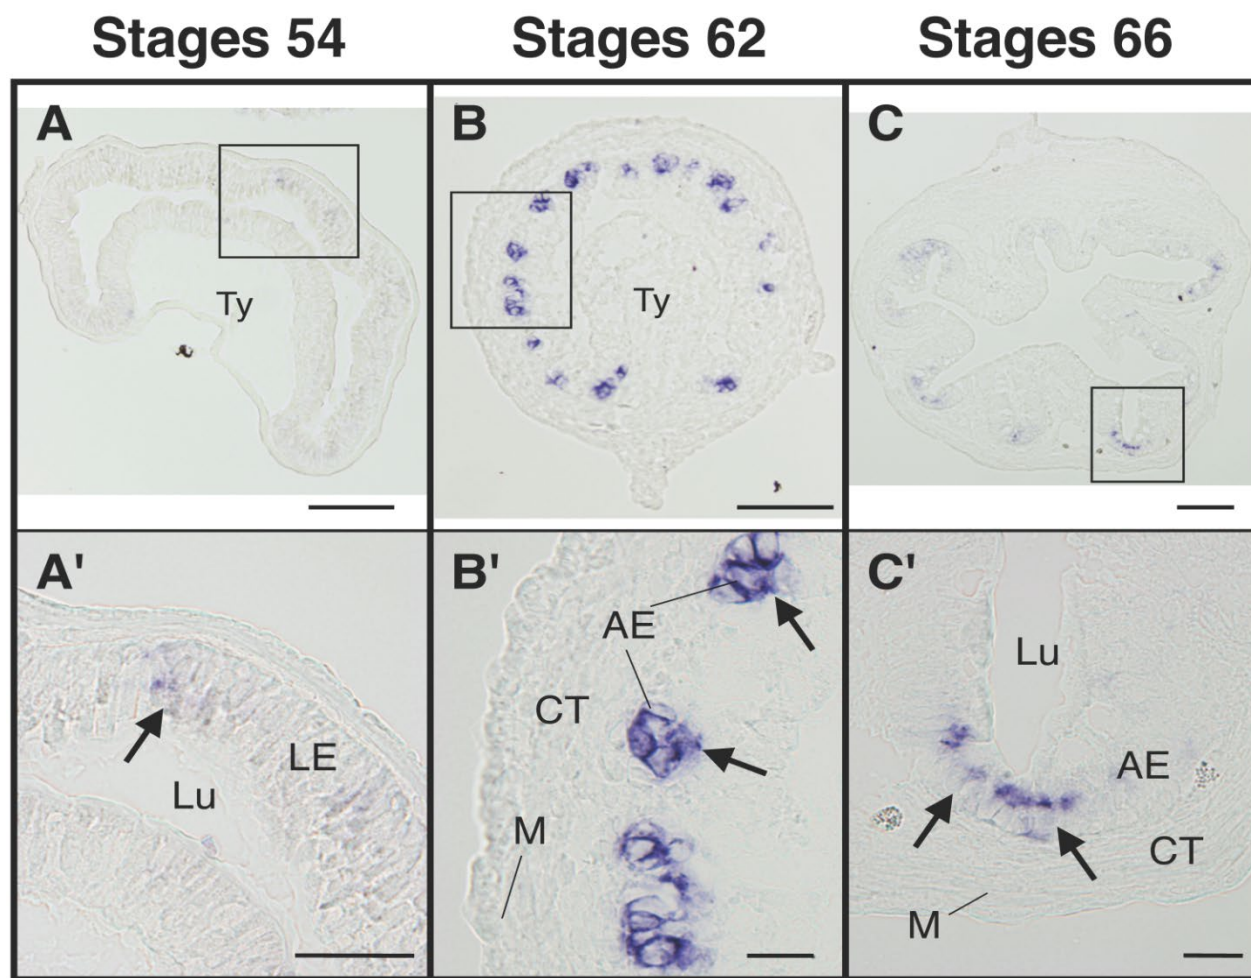 Stages 54 Stages 62 Stages 66
A B C
Ty Ty
A' B' C'
AE
Lu
CT
LE
AE
Lu
M
CT
M